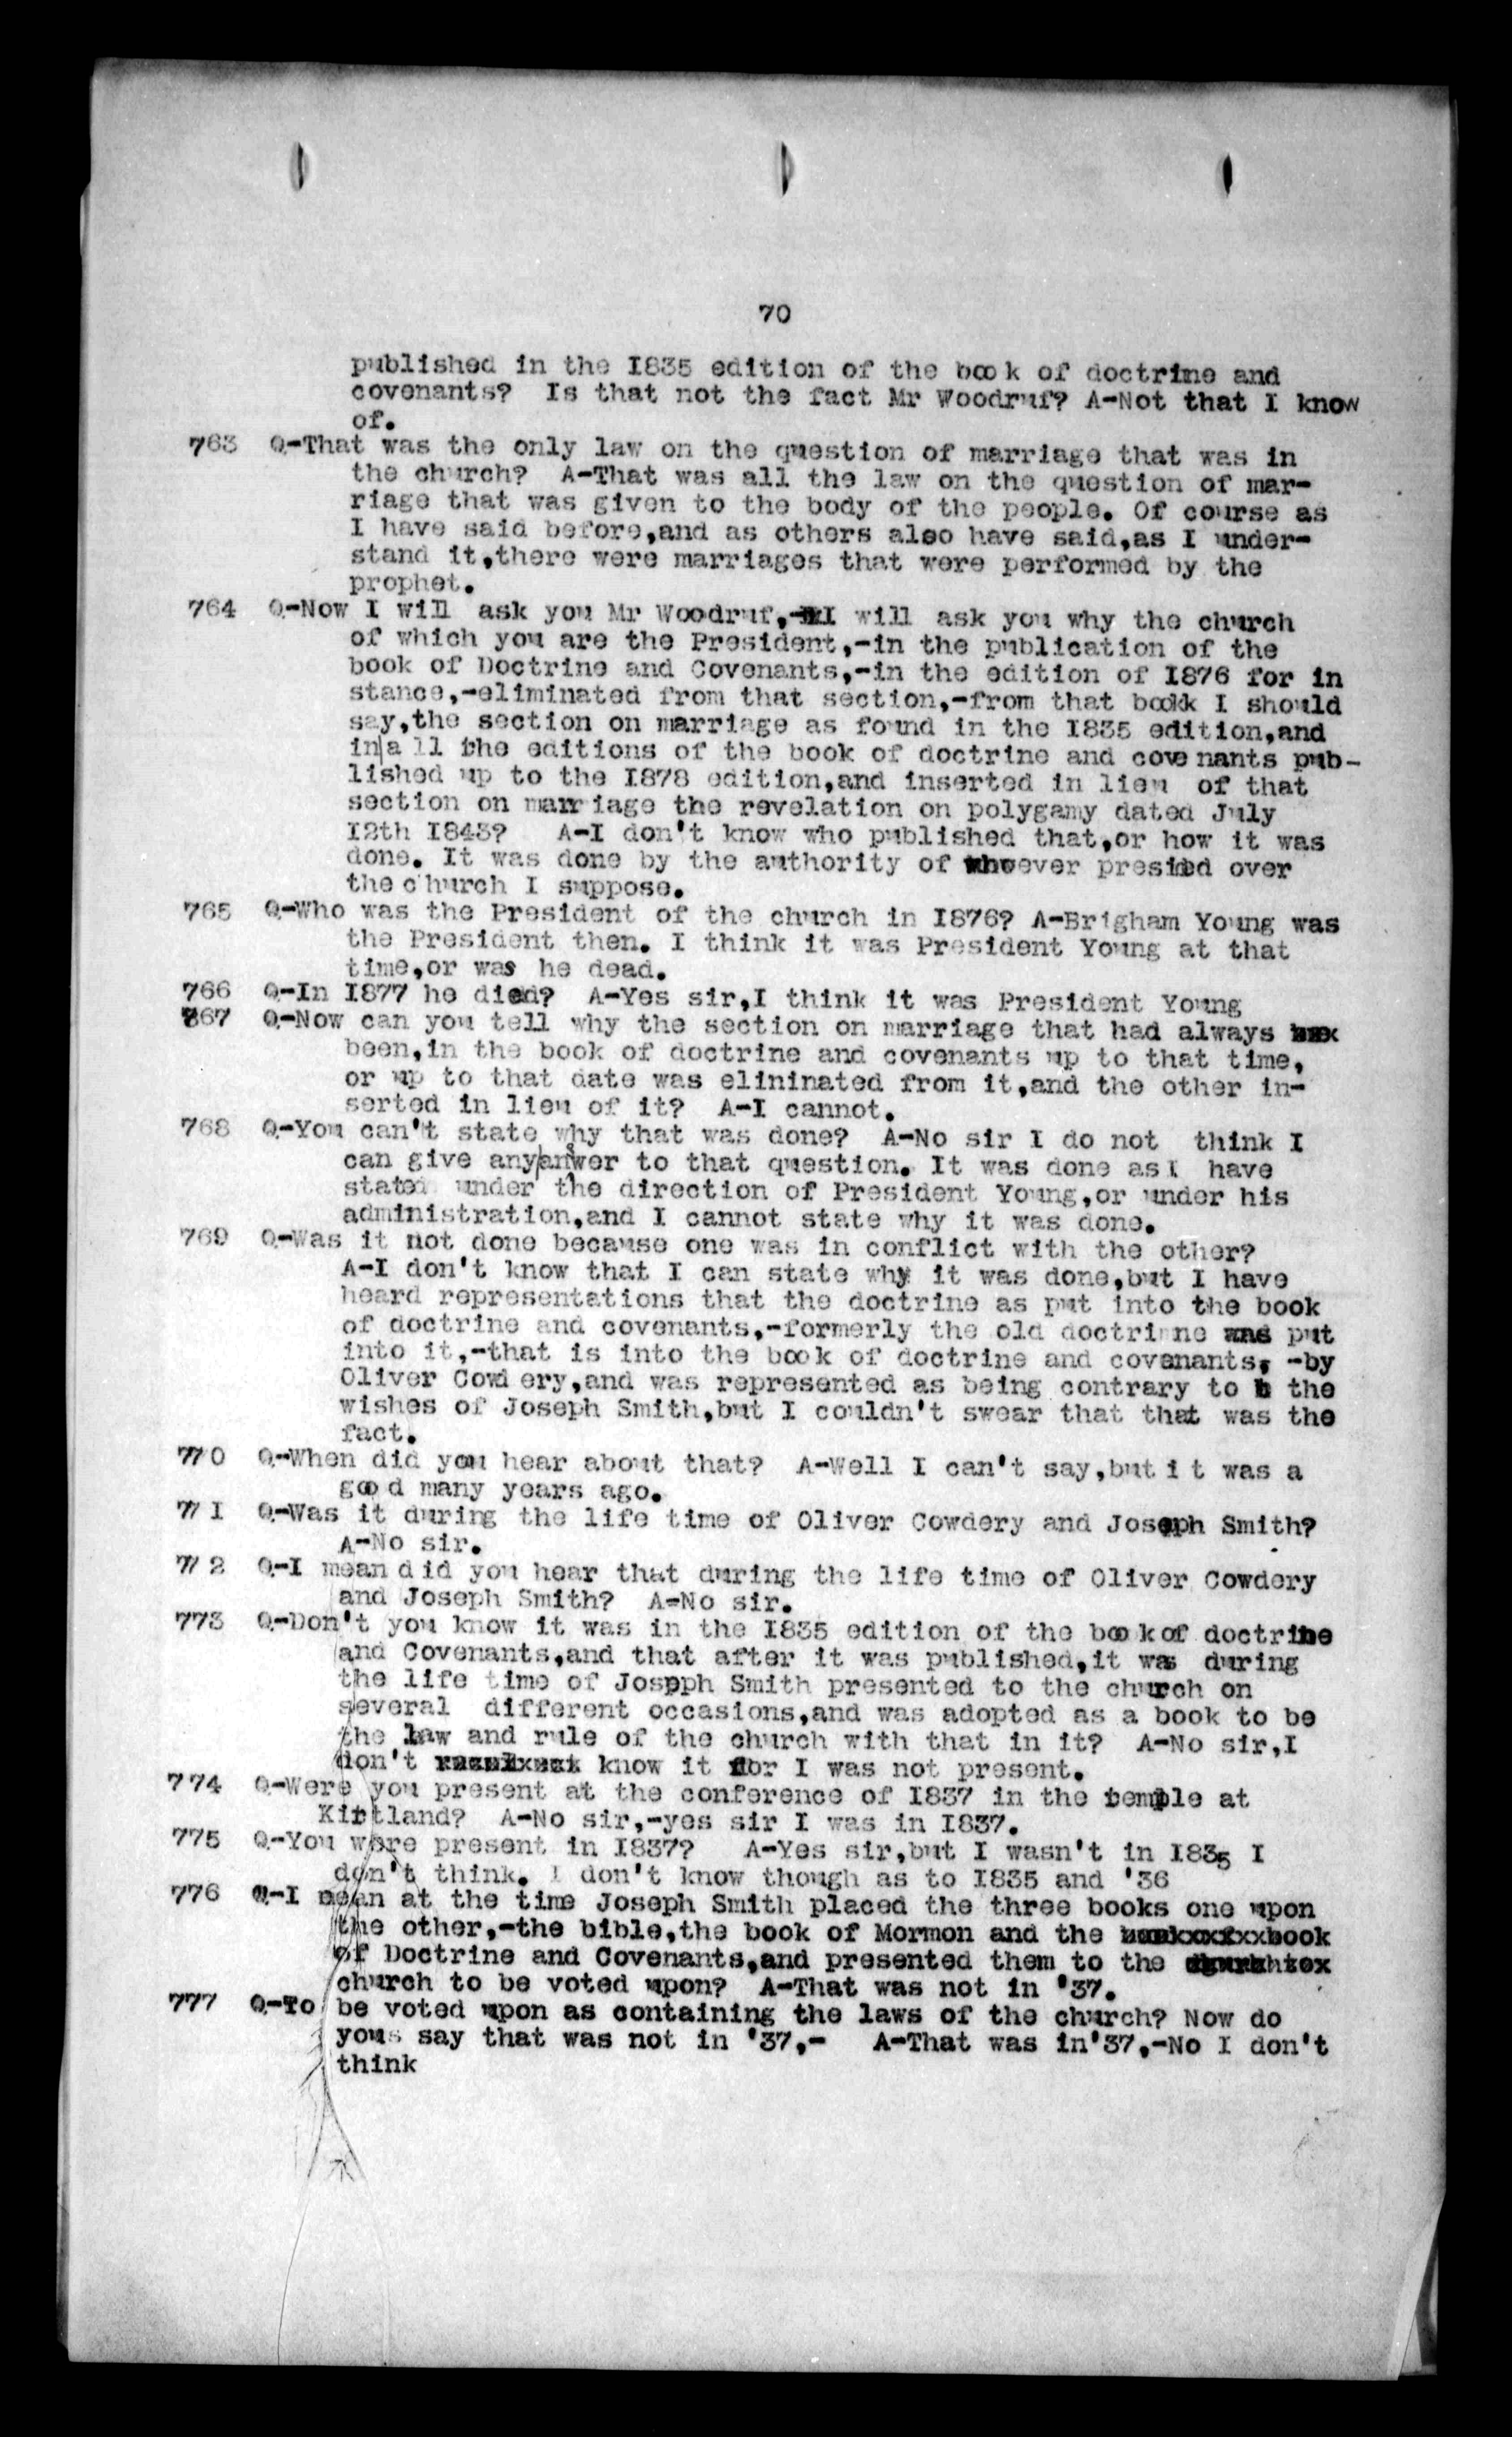 70
published in the I835 edition of the book of doctrine and
covenants? Is that not the fact Mr Woodruf? A-Not that I know
of.
763 Q-That was the only law on the question of marriage that was in
the church? A-That was all the law on the question of mar-
riage that was given to the body of the people. Of course as
I have said before,and as others also have said,as I under-
stand it,there were marriages that were performed by the
prophet.
764 Q-Now I will ask you Mr Woodruf,-I will ask you why the church
of which you are the President,-in the publication of the
book of Doctrine and Covenants,-in the edition of I876 for in
stance,-eliminated from that section,-from that book I should
say,the section on marriage as found in the I835 edition,and
in|a ll the editions of the book of doctrine and cove nants pub-
lished up to the I878 edition,and inserted in lieu of that
section on marriage the revelation on polygamy dated July
I2th I843? A-I don't know who published that,or how it was
done. It was done by the authority of whoever presided over
the church I suppose.
765 Q-Who was the President of the church in I876? A-Brigham Young was
the President then. I think it was President Young at that
time,or was he dead.
766 Q-In I877 he died? A-Yes sir,I think it was President Young
767 Q-Now can you tell why the section on marriage that had always
been,in the book of doctrine and covenants up to that time,
or up to that date was elininated from it,and the other in-
serted in lieu of it? A-I cannot.
768 Q-You can't state why that was done? A-No sir I do not think I
can give any|answer to that question. It was done as I have
stated under the direction of President Young,or under his
administration,and I cannot state why it was done.
769 Q-Was it not done because one was in conflict with the other?
A-I don't know that I can state why it was done,but I have
heard representations that the doctrine as put into the book
of doctrine and covenants,-formerly the old doctrine was put
into it,-that is into the book of doctrine and covenants, -by
Oliver Cowdery,and was represented as being contrary to the
wishes of Joseph Smith,but I couldn't swear that that was the
fact.
770 Q-When did you hear about that? A-Well I can't say,but it was a
good many years ago.
771 Q-Was it during the life time of Oliver Cowdery and Joseph Smith?
A-No sir.
772 Q-I mean did you hear that during the life time of Oliver Cowdery
and Joseph Smith? A-No sir.
773 Q-Don't you know it was in the I835 edition of the book of doctrine
and Covenants,and that after it was published,it was during
the life time of Joseph Smith presented to the church on
several different occasions,and was adopted as a book to be
the law and rule of the church with that in it? A-No sir,I
don't know it for I was not present.
774 Q-Were you present at the conference of I837 in the temple at
Kirtland? A-No sir,-yes sir I was in I837.
775 Q-You were present in I837? A-Yes sir,but I wasn't in I835 I
don't think. I don't know though as to I835 and '36
776 Q-I mean at the time Joseph Smith placed the three books one upon
the other,-the bible,the book of Mormon and the book
of Doctrine and Covenants,and presented them to the
church to be voted upon? A-That was not in '37.
777 Q-To be voted upon as containing the laws of the church? Now do
yous say that was not in '37,- A-That was in'37,-No I don't
think